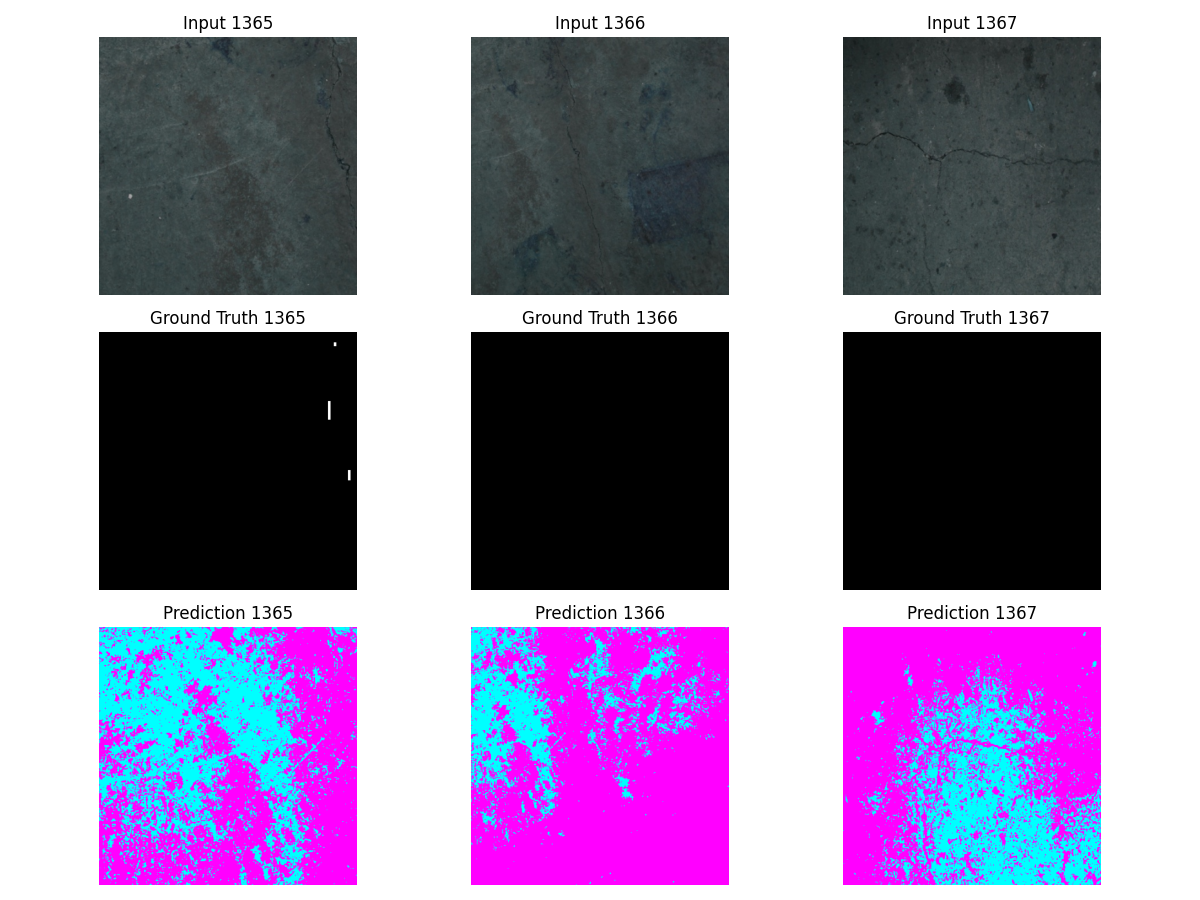 Input 1365
Input 1366
Input 1367
Ground Truth 1365
Ground Truth 1366
Ground Truth 1367
Prediction 1365
Prediction 1366
Prediction 1367